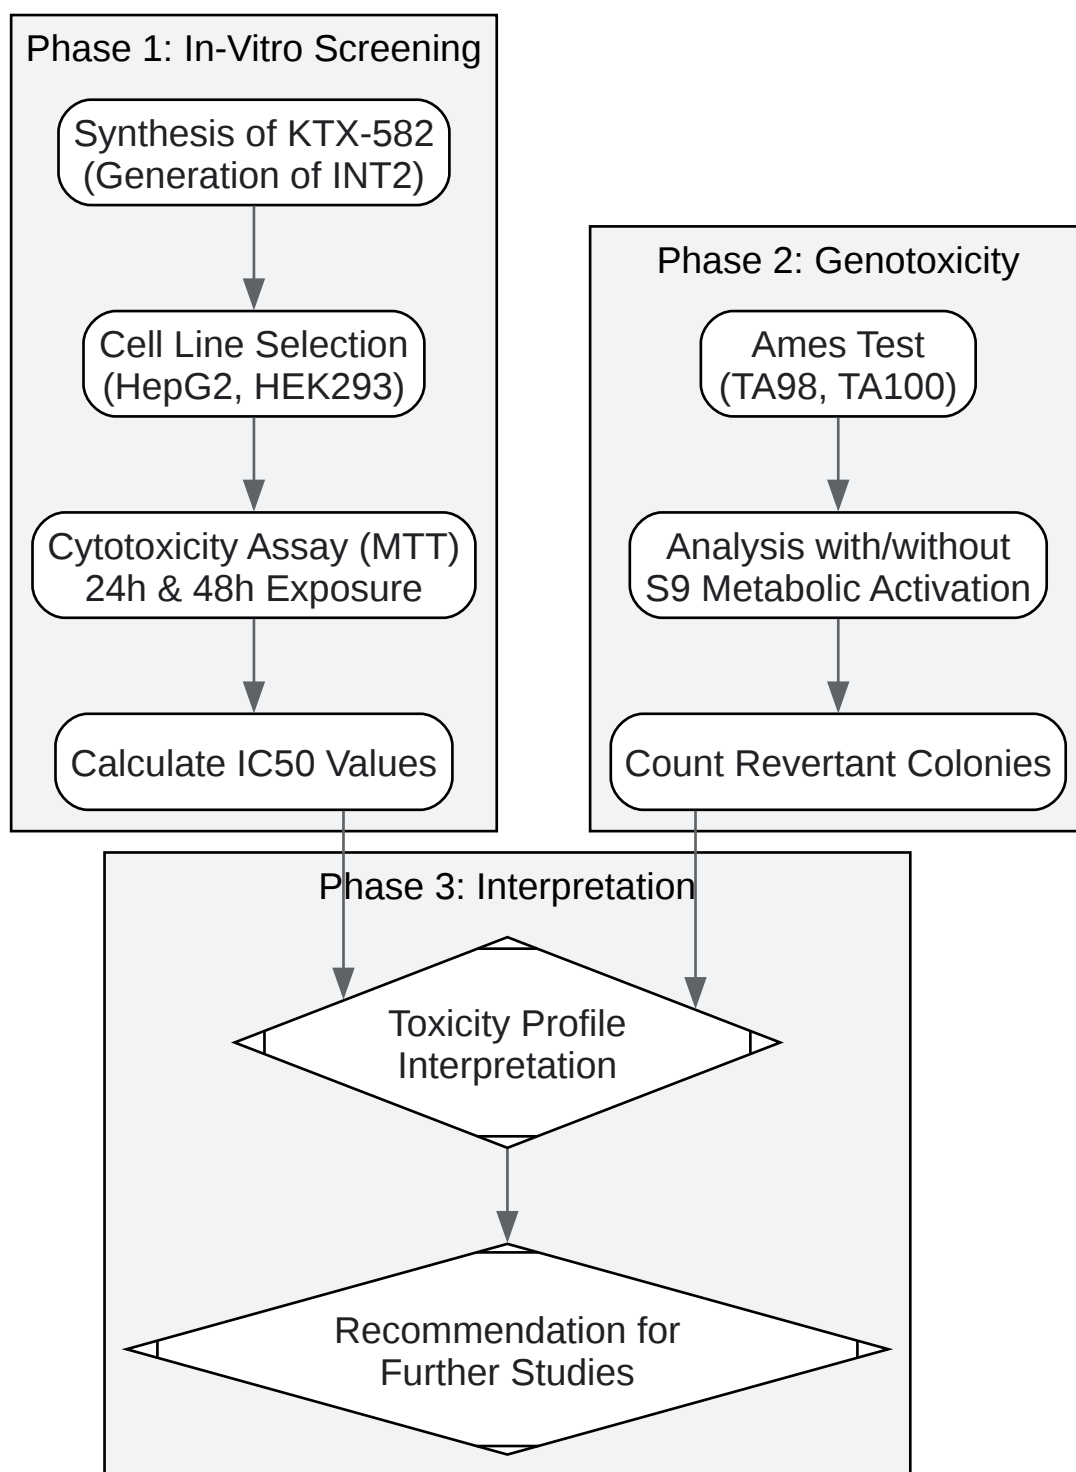 Phase 1: In-Vitro Screening
Synthesis of KTX-582
(Generation of INT2)
Cell Line Selection
(HepG2, HEK293)
Cytotoxicity Assay (MTT)
24h & 48h Exposure
Calculate IC50 Values
Phase 2: Genotoxicity
Ames Test
(TA98, TA100)
Analysis with/without
S9 Metabolic Activation
Count Revertant Colonies
Phase 3: Interpretation
Toxicity Profile
Interpretation
Recommendation for
Further Studies